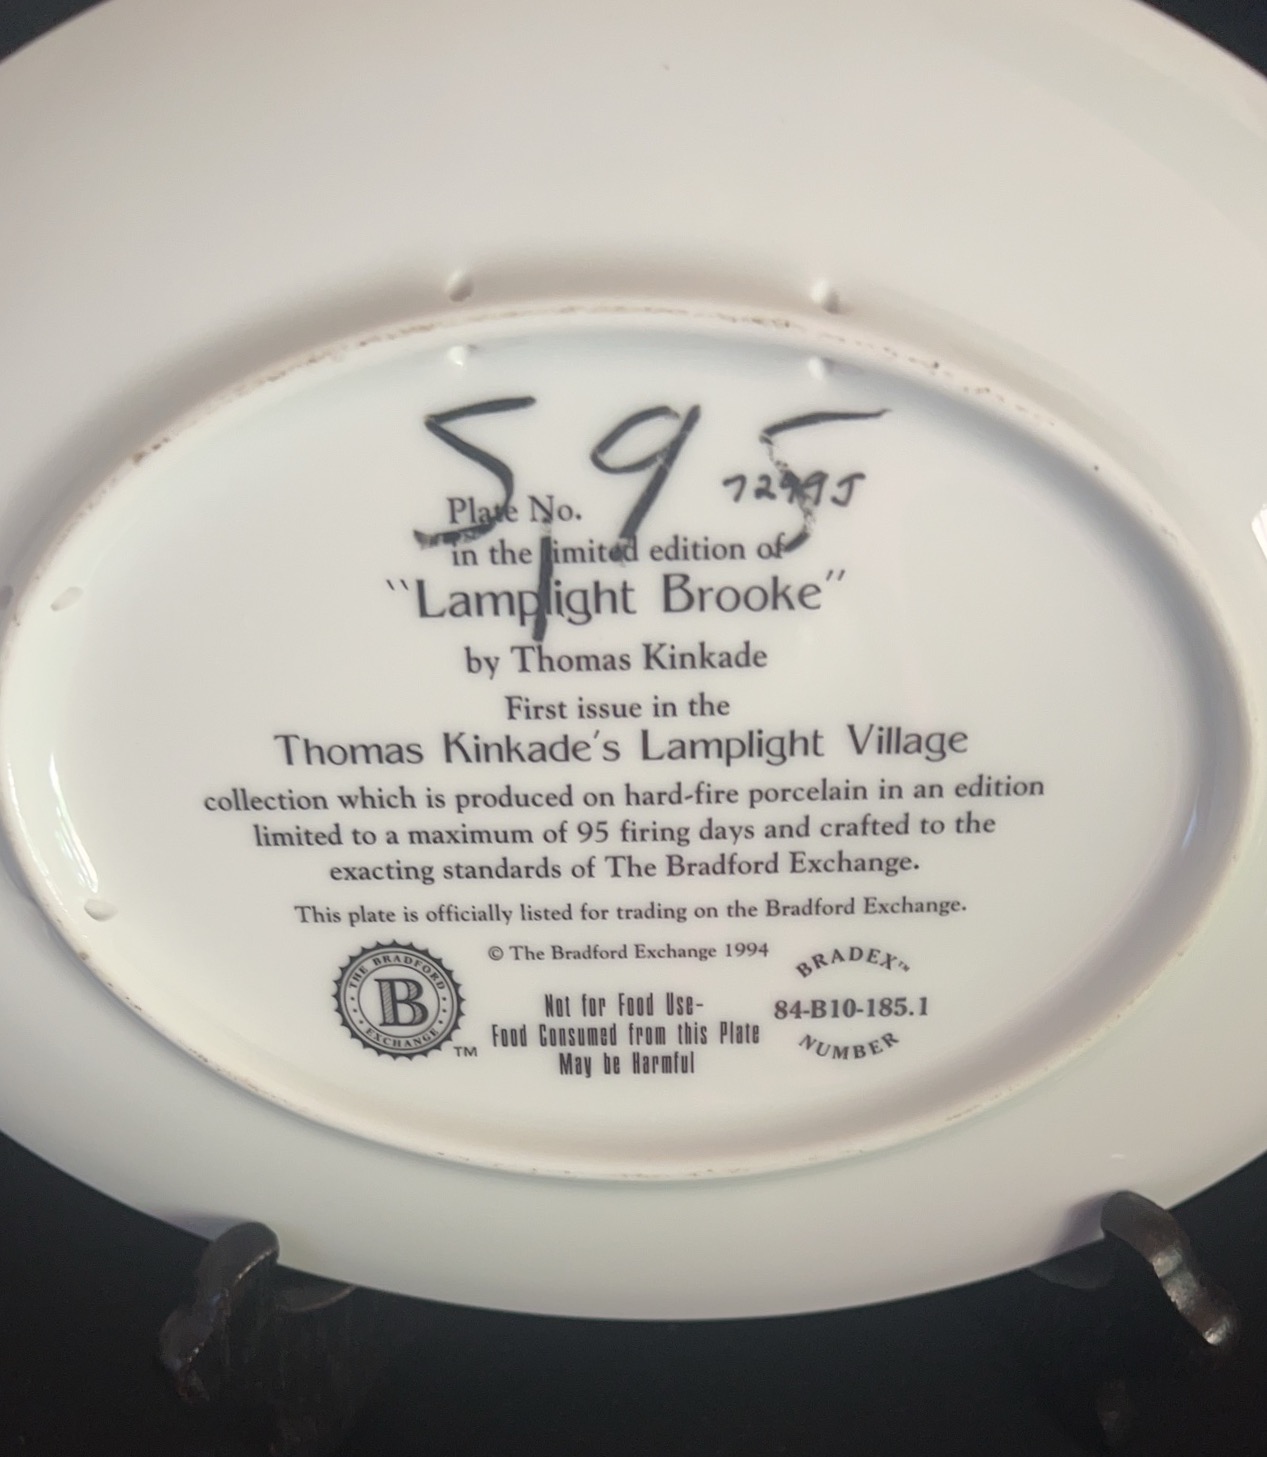 5 9 5
7299J
Plate No.
in the limited edition of
"Lamplight Brooke"
by Thomas Kinkade
First issue in the
Thomas Kinkade's Lamplight Village
collection which is produced on hard-fire porcelain in an edition
limited to a maximum of 95 firing days and crafted to the
exacting standards of The Bradford Exchange.
This plate is officially listed for trading on the Bradford Exchange.
THE BRADFORD
B
EXCHANGE
TM
© The Bradford Exchange 1994
Not for Food Use-
Food Consumed from this Plate
May be Harmful
BRADEX™
84-B10-185.1
NUMBER